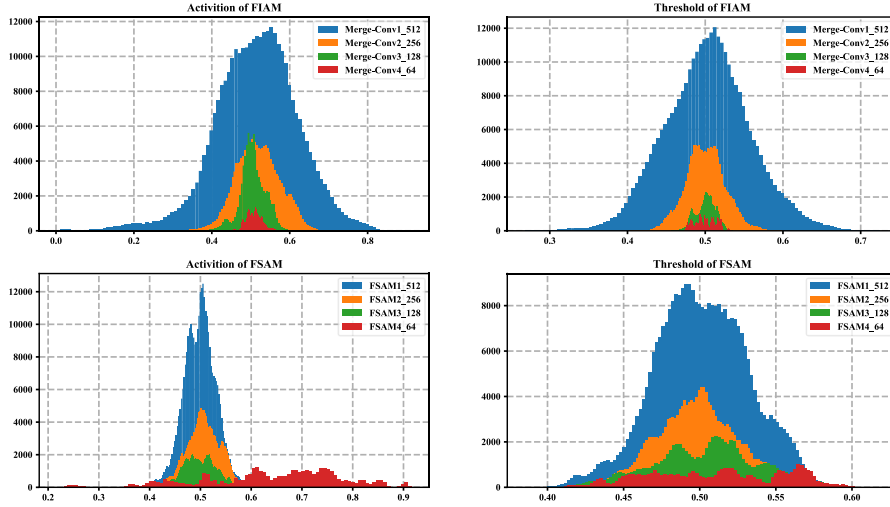 Activition of FIAM
12000
10000
8000
6000
4000
2000
0
0.0 0.2 0.4 0.6 0.8
Merge-Conv1_512
Merge-Conv2_256
Merge-Conv3_128
Merge-Conv4_64
Threshold of FIAM
12000
10000
8000
6000
4000
2000
0
0.3 0.4 0.5 0.6 0.7
Merge-Conv1_512
Merge-Conv2_256
Merge-Conv3_128
Merge-Conv4_64
Activition of FSAM
12000
10000
8000
6000
4000
2000
0
0.2 0.3 0.4 0.5 0.6 0.7 0.8 0.9
FSAM1_512
FSAM2_256
FSAM3_128
FSAM4_64
Threshold of FSAM
8000
6000
4000
2000
0
0.40 0.45 0.50 0.55 0.60
FSAM1_512
FSAM2_256
FSAM3_128
FSAM4_64